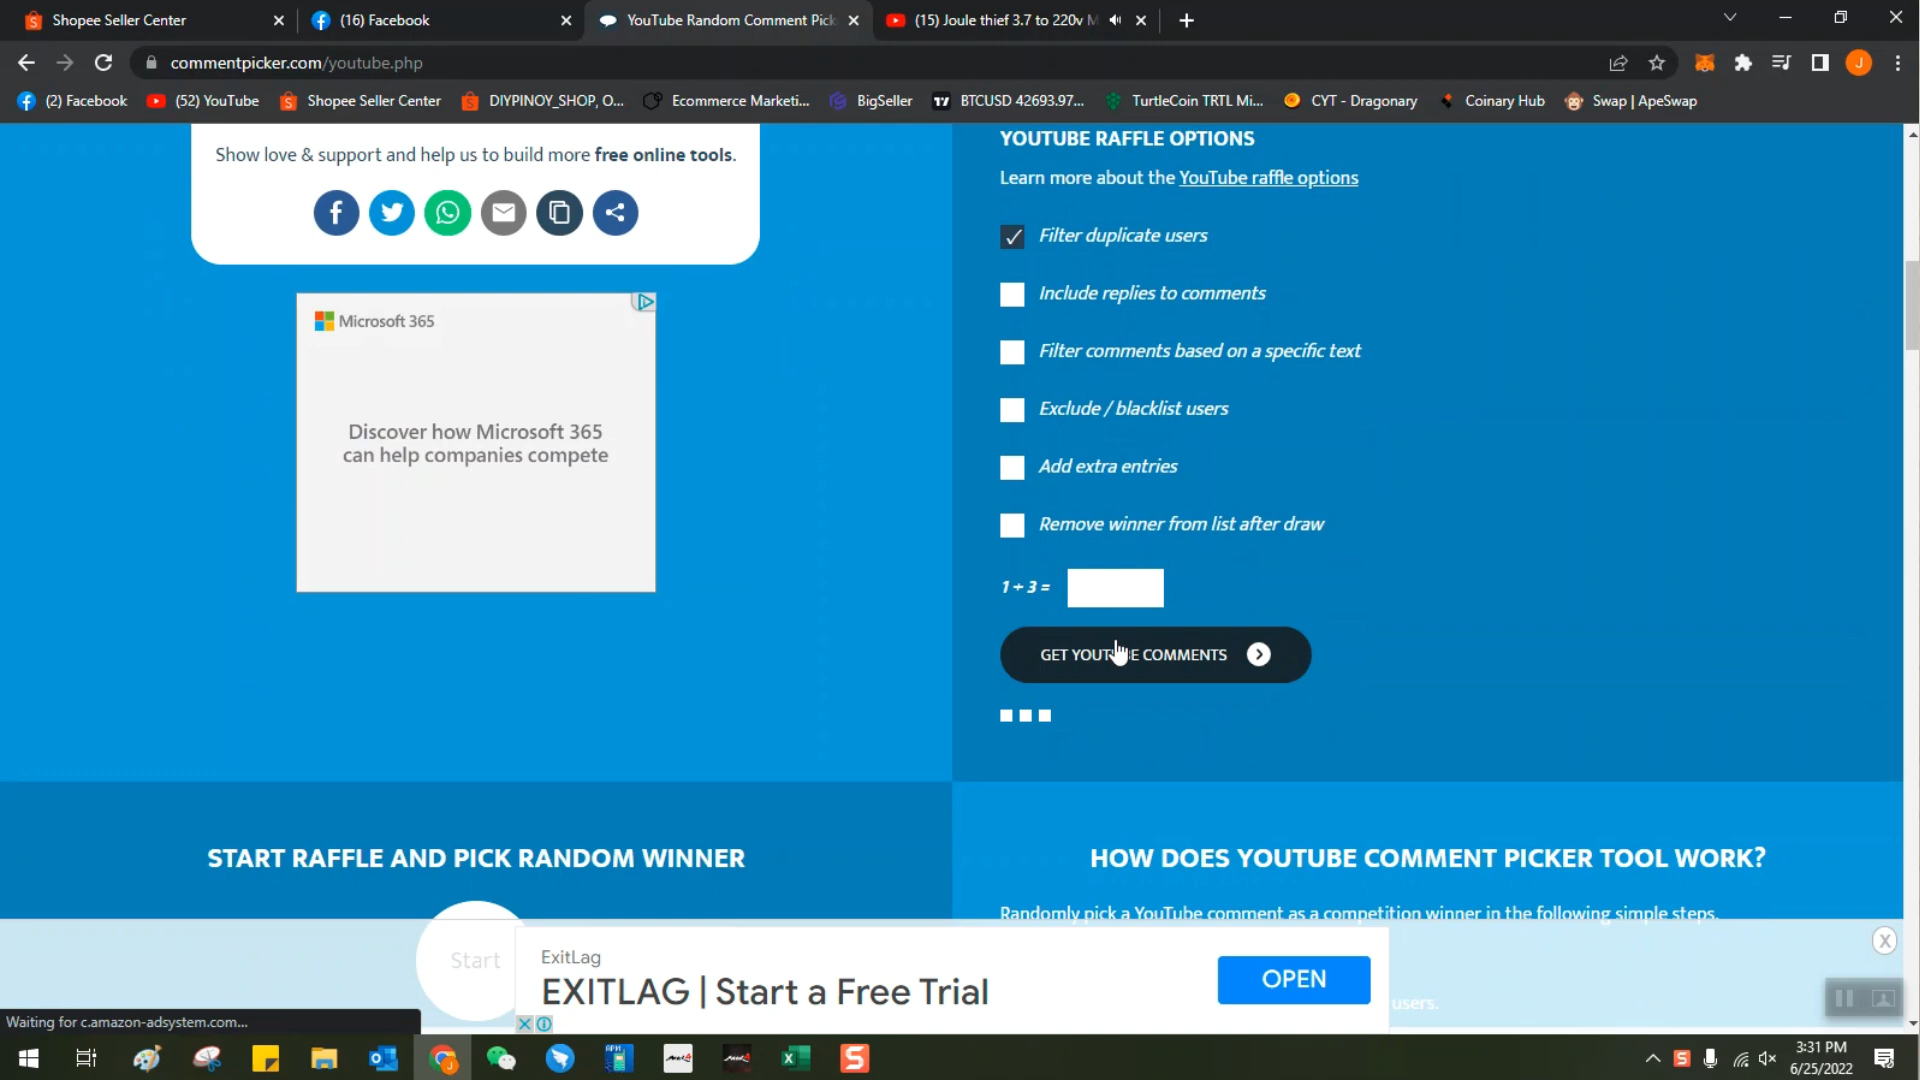 Shopee Seller Center
(16) Facebook
YouTube Random Comment Pick
(15) Joule thief 3.7 to 220v M
commentpicker.com/youtube.php
(2) Facebook
(52) YouTube
Shopee Seller Center
DIYPINOY_SHOP, O...
Ecommerce Marketi...
BigSeller
BTCUSD 42693.97...
TurtleCoin TRTL Mi...
CYT - Dragonary
Coinary Hub
Swap | ApeSwap
Show love & support and help us to build more free online tools.
Microsoft 365
Discover how Microsoft 365
can help companies compete
YOUTUBE RAFFLE OPTIONS
Learn more about the YouTube raffle options
Filter duplicate users
Include replies to comments
Filter comments based on a specific text
Exclude / blacklist users
Add extra entries
Remove winner from list after draw
1 + 3 =
GET YOUTUBE COMMENTS
START RAFFLE AND PICK RANDOM WINNER
Start
HOW DOES YOUTUBE COMMENT PICKER TOOL WORK?
Randomly pick a YouTube comment as a competition winner in the following simple steps.
users.
ExitLag
EXITLAG | Start a Free Trial
OPEN
Waiting for c.amazon-adsystem.com...
3:31 PM
6/25/2022